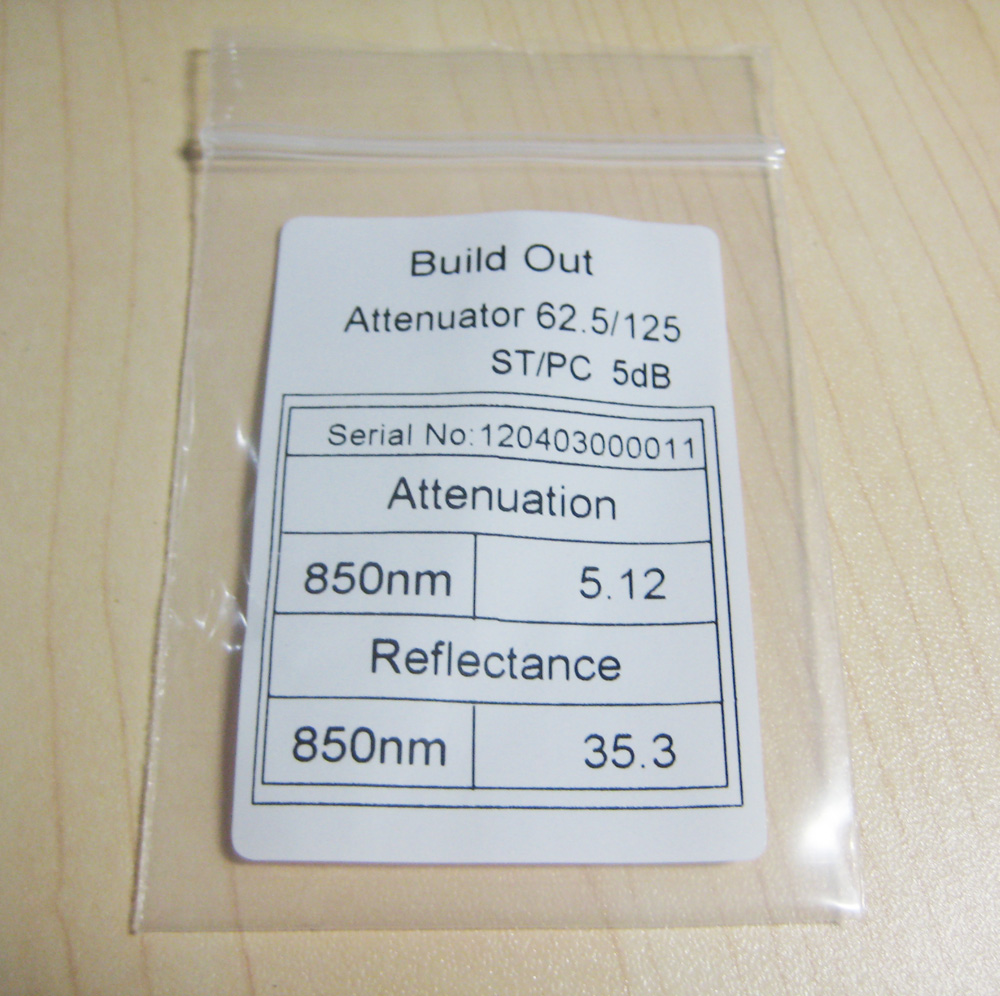 Build Out
Attenuator 62.5/125
ST/PC 5dB
Serial No:120403000011
Attenuation
850nm 5.12
Reflectance
850nm 35.3